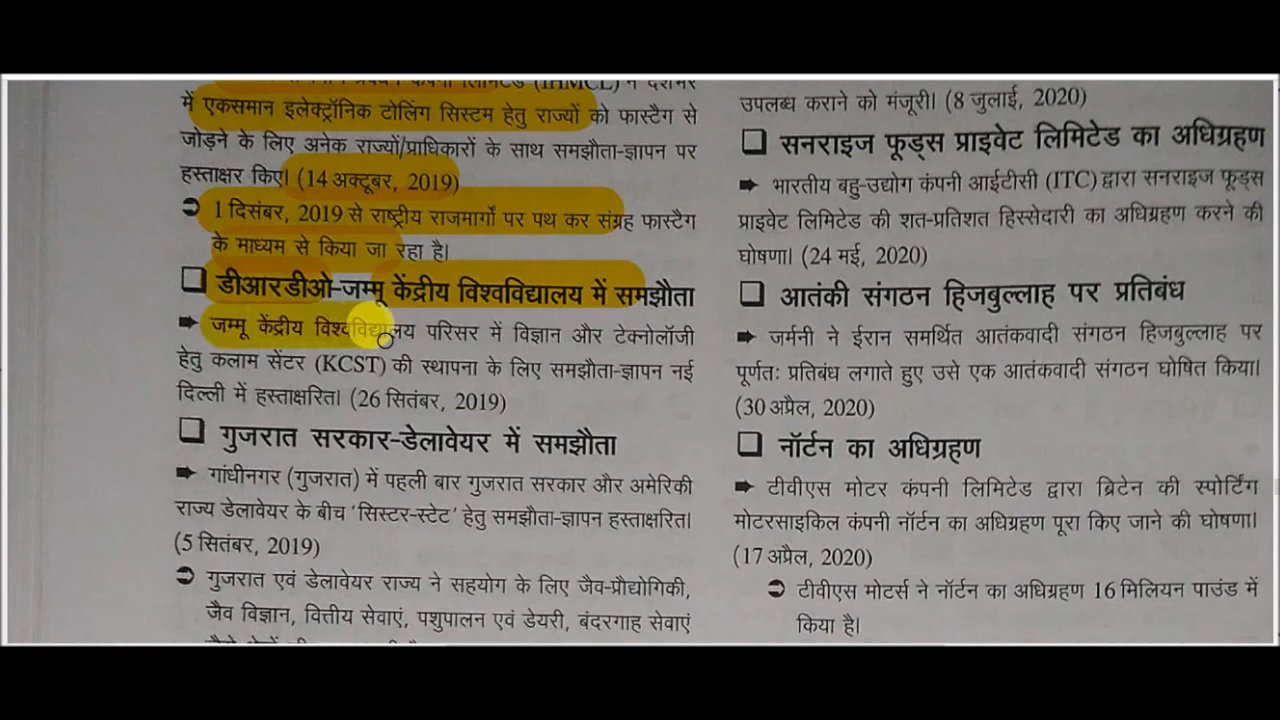 (IHMCL) ने देशभर
में एकसमान इलेक्ट्रॉनिक टोलिंग सिस्टम हेतु राज्यों को फास्टैग से
जोड़ने के लिए अनेक राज्यों/प्राधिकारों के साथ समझौता-ज्ञापन पर
हस्ताक्षर किए। (14 अक्टूबर, 2019)
➲ 1 दिसंबर, 2019 से राष्ट्रीय राजमार्गों पर पथ कर संग्रह फास्टैग
के माध्यम से किया जा रहा है।
❑ डीआरडीओ-जम्मू केंद्रीय विश्वविद्यालय में समझौता
➡ जम्मू केंद्रीय विश्वविद्यालय परिसर में विज्ञान और टेक्नोलॉजी
हेतु कलाम सेंटर (KCST) की स्थापना के लिए समझौता-ज्ञापन नई
दिल्ली में हस्ताक्षरित। (26 सितंबर, 2019)
❑ गुजरात सरकार-डेलावेयर में समझौता
➡ गांधीनगर (गुजरात) में पहली बार गुजरात सरकार और अमेरिकी
राज्य डेलावेयर के बीच ‘सिस्टर-स्टेट’ हेतु समझौता-ज्ञापन हस्ताक्षरित।
(5 सितंबर, 2019)
➲ गुजरात एवं डेलावेयर राज्य ने सहयोग के लिए जैव-प्रौद्योगिकी,
जैव विज्ञान, वित्तीय सेवाएं, पशुपालन एवं डेयरी, बंदरगाह सेवाएं
उपलब्ध कराने को मंजूरी। (8 जुलाई, 2020)
❑ सनराइज फूड्स प्राइवेट लिमिटेड का अधिग्रहण
➡ भारतीय बहु-उद्योग कंपनी आईटीसी (ITC) द्वारा सनराइज फूड्स
प्राइवेट लिमिटेड की शत-प्रतिशत हिस्सेदारी का अधिग्रहण करने की
घोषणा। (24 मई, 2020)
❑ आतंकी संगठन हिजबुल्लाह पर प्रतिबंध
➡ जर्मनी ने ईरान समर्थित आतंकवादी संगठन हिजबुल्लाह पर
पूर्णतः प्रतिबंध लगाते हुए उसे एक आतंकवादी संगठन घोषित किया।
(30 अप्रैल, 2020)
❑ नॉर्टन का अधिग्रहण
➡ टीवीएस मोटर कंपनी लिमिटेड द्वारा ब्रिटेन की स्पोर्टिंग
मोटरसाइकिल कंपनी नॉर्टन का अधिग्रहण पूरा किए जाने की घोषणा।
(17 अप्रैल, 2020)
➲ टीवीएस मोटर्स ने नॉर्टन का अधिग्रहण 16 मिलियन पाउंड में
किया है।